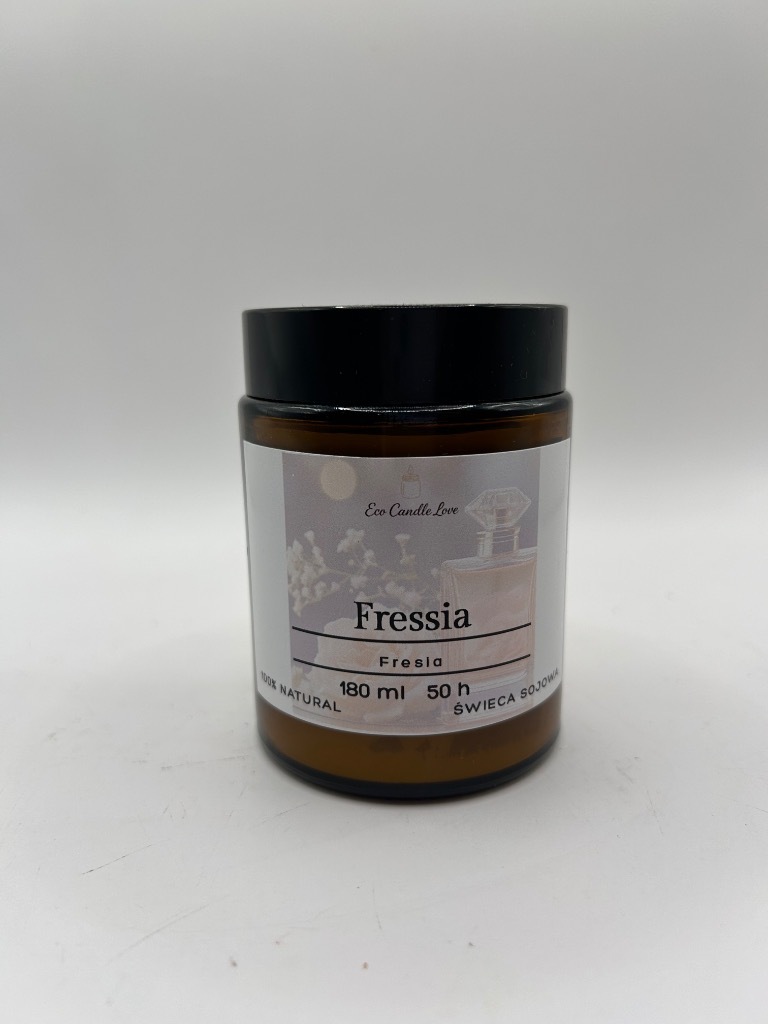 Eco Candle Love
Fressia
Fresia
180 ml 50 h
100% NATURAL
ŚWIECA SOJOWA